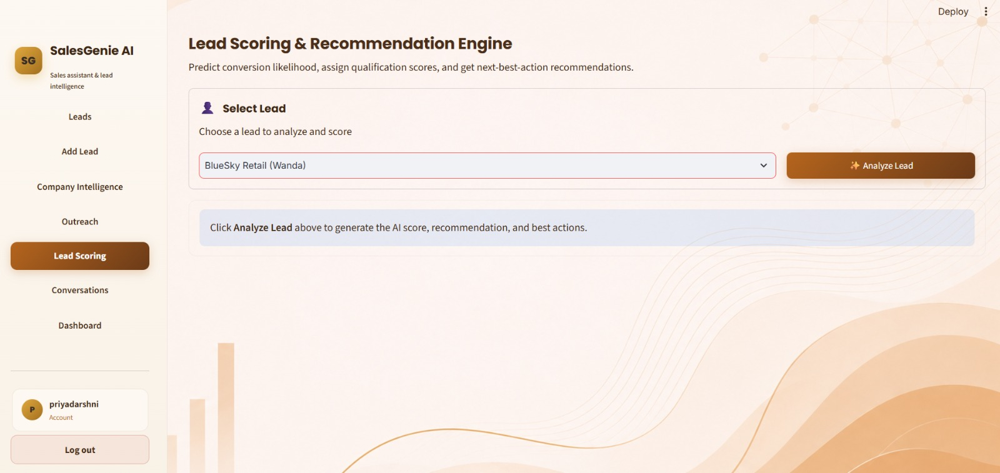 Deploy
SG
SalesGenie AI
Sales assistant & lead
intelligence
Leads
Add Lead
Company Intelligence
Outreach
Lead Scoring
Conversations
Dashboard
P
priyadarshni
Account
Log out
Lead Scoring & Recommendation Engine
Predict conversion likelihood, assign qualification scores, and get next-best-action recommendations.
👤 Select Lead
Choose a lead to analyze and score
BlueSky Retail (Wanda)
✨ Analyze Lead
Click Analyze Lead above to generate the AI score, recommendation, and best actions.